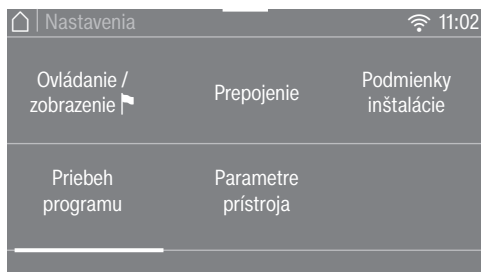 Nastavenia
11:02
Ovládanie /
zobrazenie
Prepojenie
Podmienky
inštalácie
Priebeh
programu
Parametre
prístroja